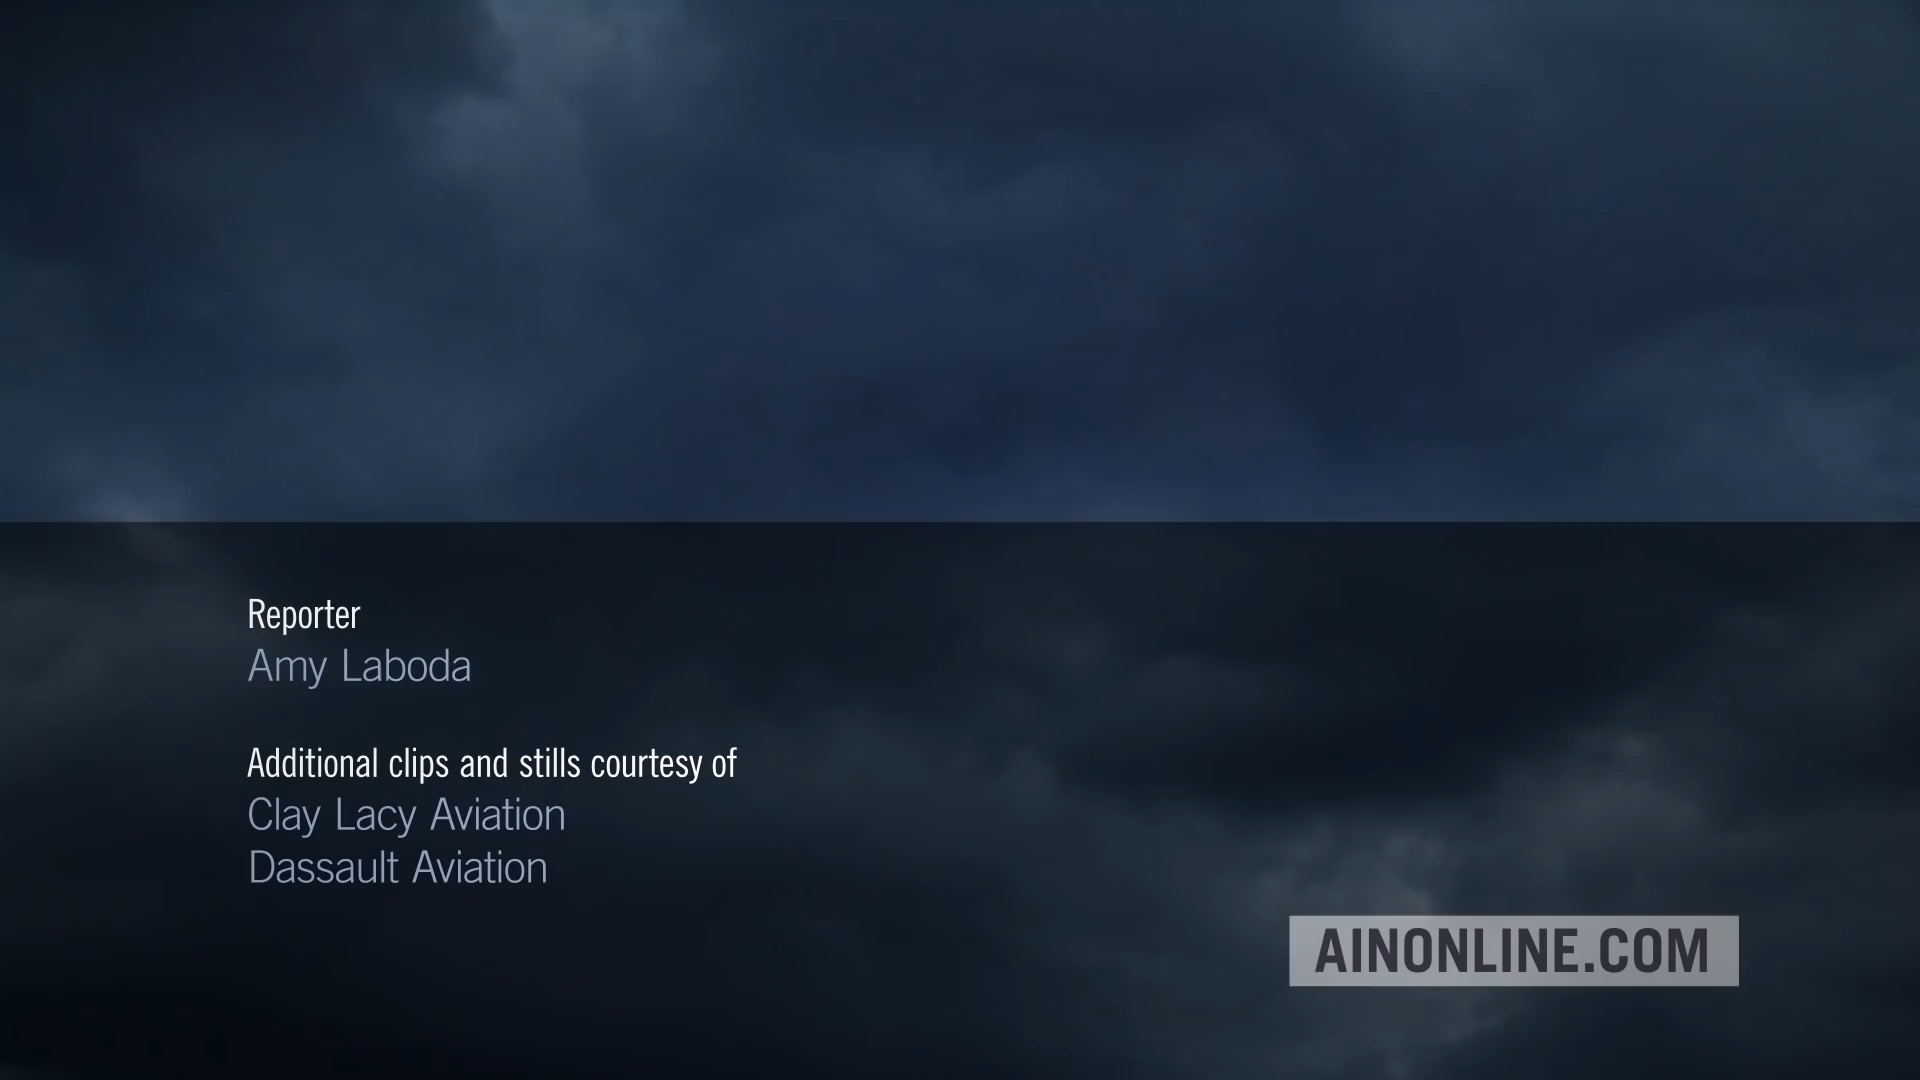 Reporter
Amy Laboda
Additional clips and stills courtesy of
Clay Lacy Aviation
Dassault Aviation
AINONLINE.COM